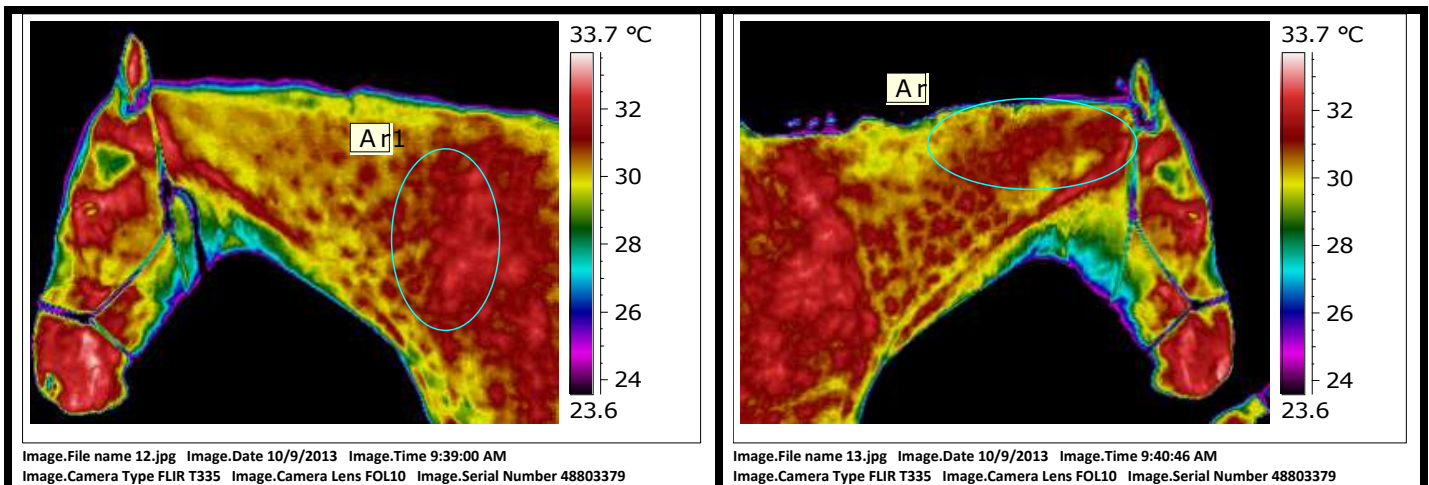 33.7 °C
32
30
28
26
24
23.6
Ar1
Image.File name 12.jpg Image.Date 10/9/2013 Image.Time 9:39:00 AM
Image.Camera Type FLIR T335 Image.Camera Lens FOL10 Image.Serial Number 48803379
33.7 °C
32
30
28
26
24
23.6
Ar
Image.File name 13.jpg Image.Date 10/9/2013 Image.Time 9:40:46 AM
Image.Camera Type FLIR T335 Image.Camera Lens FOL10 Image.Serial Number 48803379